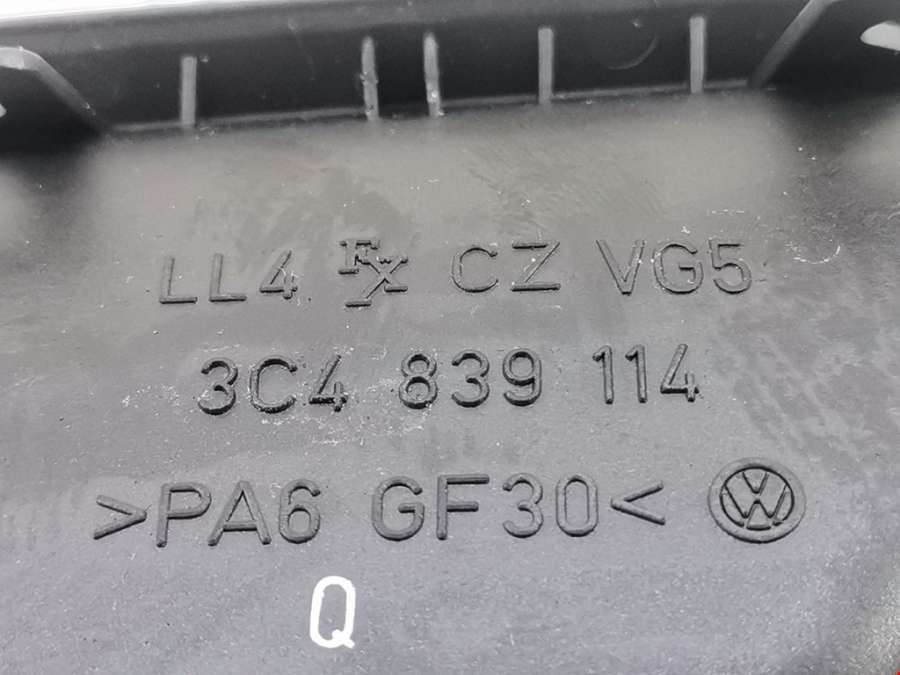 LL4 FX CZ VG5
3C4 839 114
>PA6 GF30<
Q